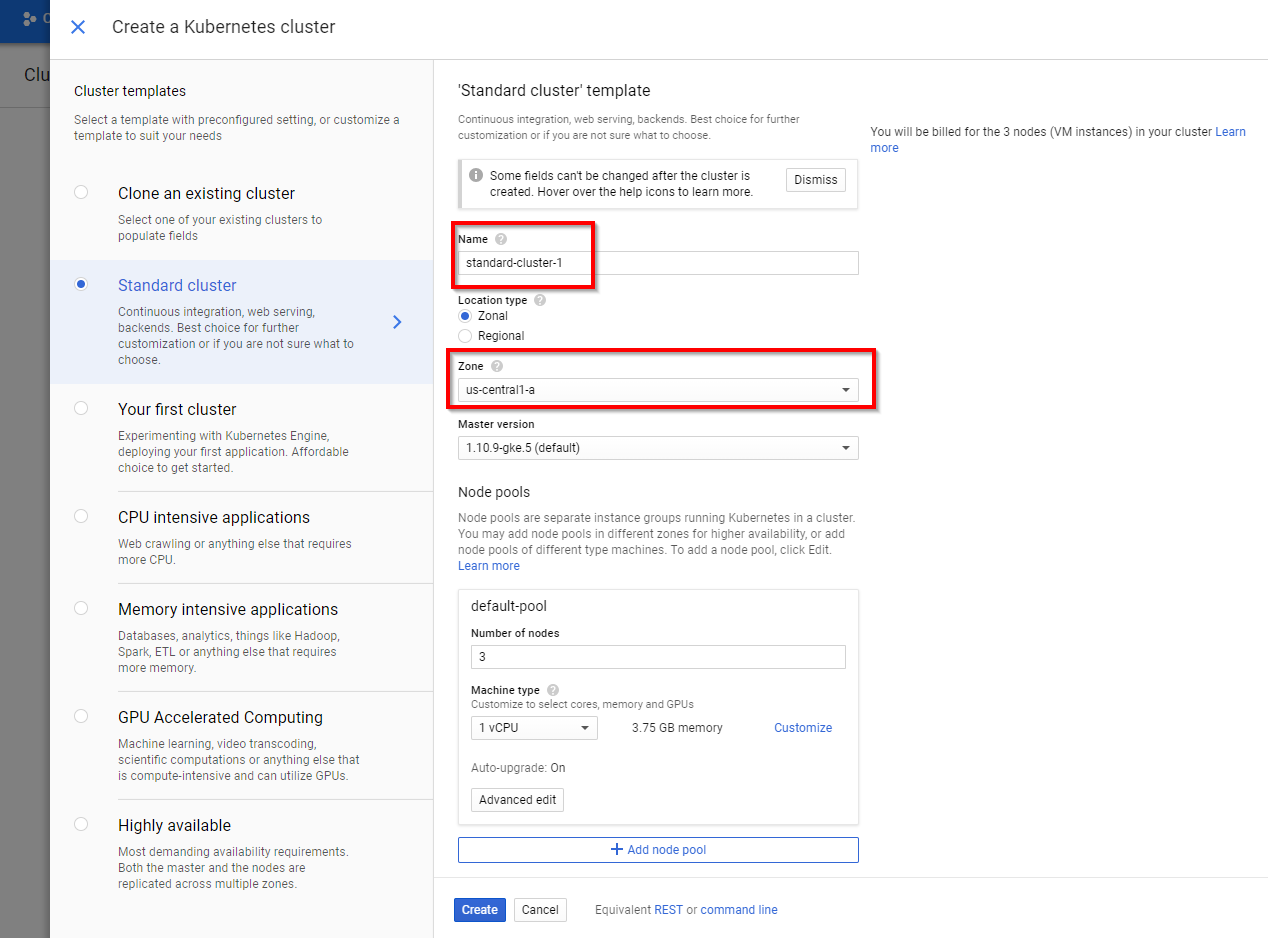 Create a Kubernetes cluster
Clu
Cluster templates
Select a template with preconfigured setting, or customize a
template to suit your needs
Clone an existing cluster
Select one of your existing clusters to
populate fields
Standard cluster
Continuous integration, web serving,
backends. Best choice for further
customization or if you are not sure what to
choose.
Your first cluster
Experimenting with Kubernetes Engine,
deploying your first application. Affordable
choice to get started.
CPU intensive applications
Web crawling or anything else that requires
more CPU.
Memory intensive applications
Databases, analytics, things like Hadoop,
Spark, ETL or anything else that requires
more memory.
GPU Accelerated Computing
Machine learning, video transcoding,
scientific computations or anything else that
is compute-intensive and can utilize GPUs.
Highly available
Most demanding availability requirements.
Both the master and the nodes are
replicated across multiple zones.
'Standard cluster' template
Continuous integration, web serving, backends. Best choice for further
customization or if you are not sure what to choose.
Some fields can't be changed after the cluster is
created. Hover over the help icons to learn more.
Dismiss
Name
standard-cluster-1
Location type
Zonal
Regional
Zone
us-central1-a
Master version
1.10.9-gke.5 (default)
Node pools
Node pools are separate instance groups running Kubernetes in a cluster.
You may add node pools in different zones for higher availability, or add
node pools of different type machines. To add a node pool, click Edit.
Learn more
default-pool
Number of nodes
3
Machine type
Customize to select cores, memory and GPUs
1 vCPU 3.75 GB memory Customize
Auto-upgrade: On
Advanced edit
Add node pool
Create Cancel Equivalent REST or command line
You will be billed for the 3 nodes (VM instances) in your cluster Learn
more